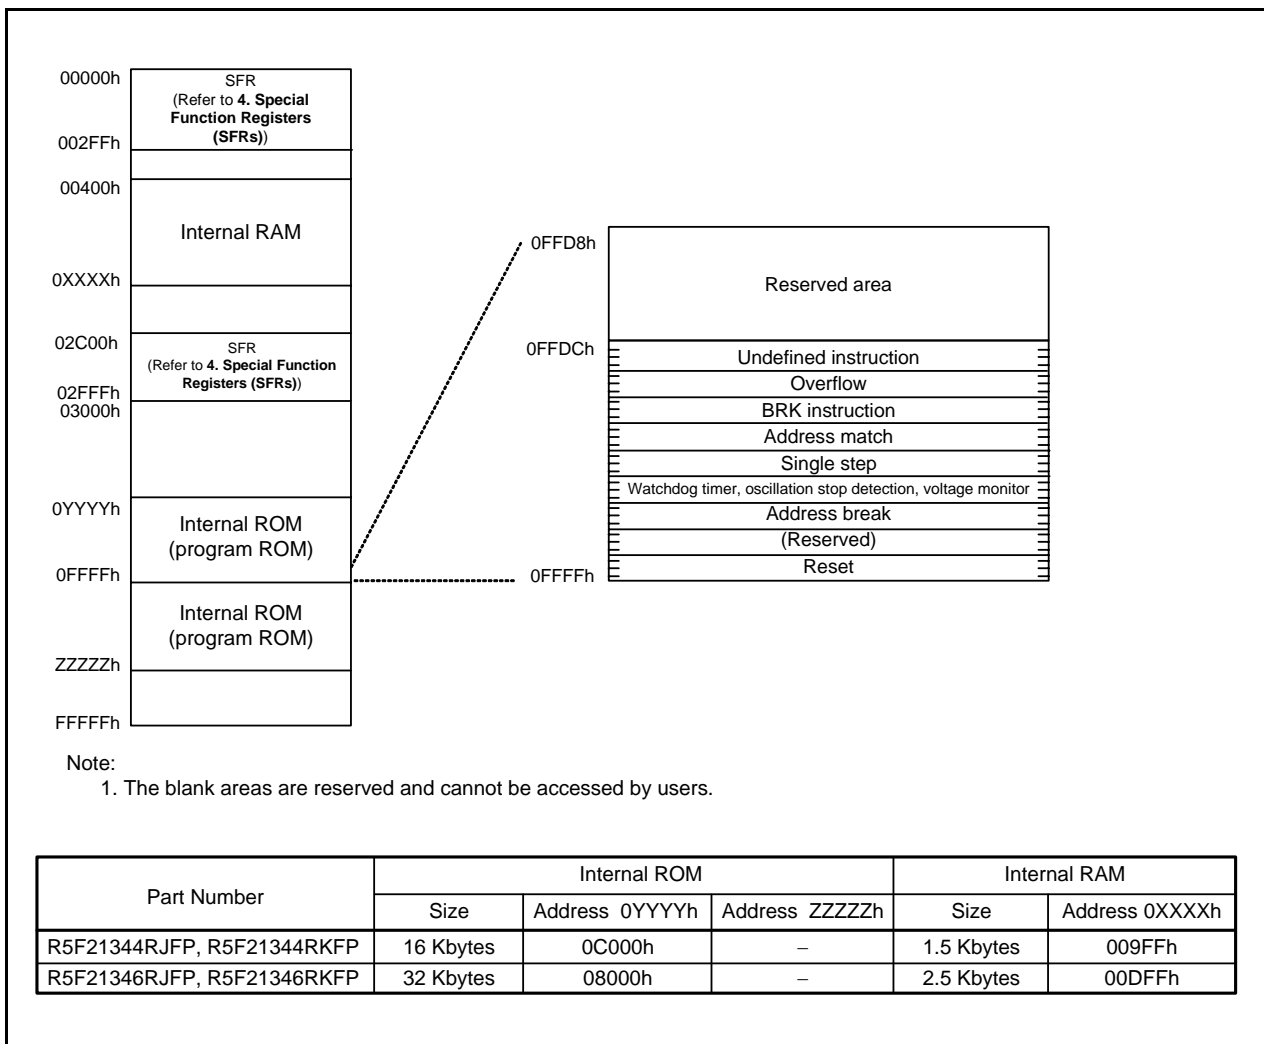 00000h
SFR
(Refer to 4. Special
Function Registers
(SFRs))
002FFh
00400h
Internal RAM
0XXXXh
02C00h
SFR
(Refer to 4. Special Function
Registers (SFRs))
02FFFh
03000h
0YYYYh
Internal ROM
(program ROM)
0FFFFh
Internal ROM
(program ROM)
ZZZZZh
FFFFFh
0FFD8h
Reserved area
0FFDCh
Undefined instruction
Overflow
BRK instruction
Address match
Single step
Watchdog timer, oscillation stop detection, voltage monitor
Address break
(Reserved)
Reset
0FFFFh
Note:
1. The blank areas are reserved and cannot be accessed by users.
Part Number
Internal ROM
Internal RAM
Size
Address 0YYYYh
Address ZZZZZh
Size
Address 0XXXXh
R5F21344RJFP, R5F21344RKFP
16 Kbytes
0C000h
–
1.5 Kbytes
009FFh
R5F21346RJFP, R5F21346RKFP
32 Kbytes
08000h
–
2.5 Kbytes
00DFFh